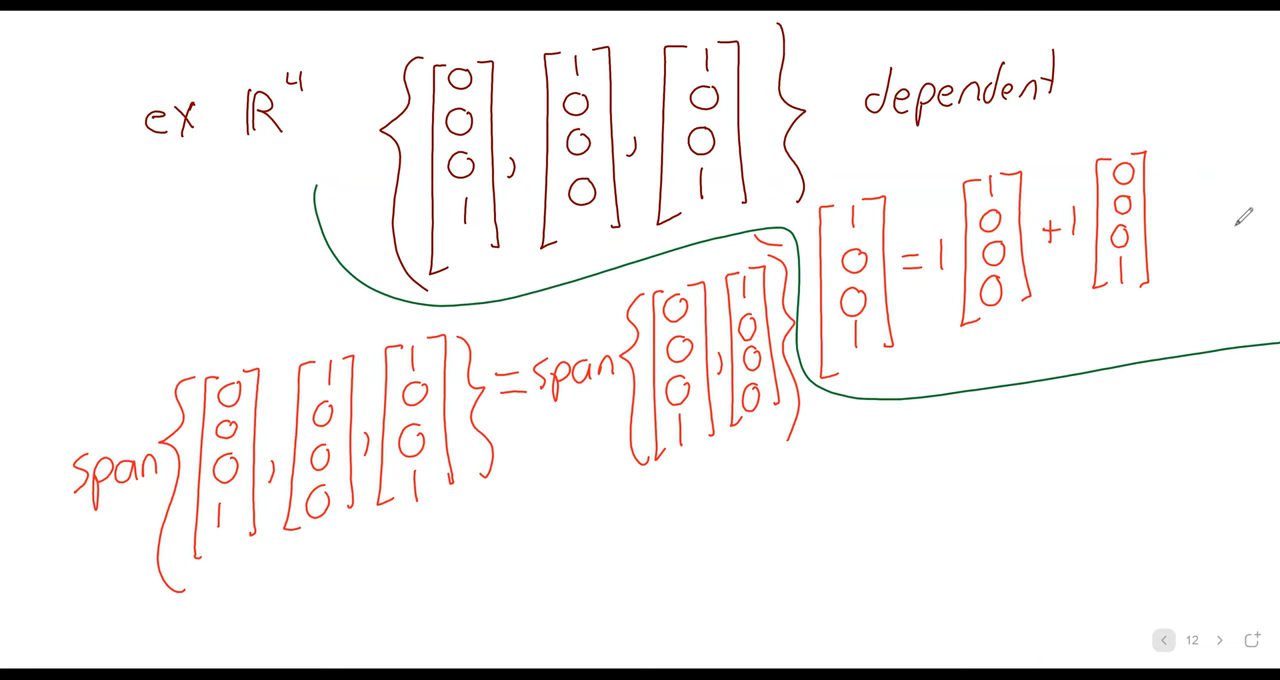 ex ℝ⁴ { [0 0 0 1], [1 0 0 0], [1 0 0 1] } dependent
[1 0 0 1] = 1 [1 0 0 0] + 1 [0 0 0 1]
span { [0 0 0 1], [1 0 0 0], [1 0 0 1] } = span { [0 0 0 1], [1 0 0 0] }
12